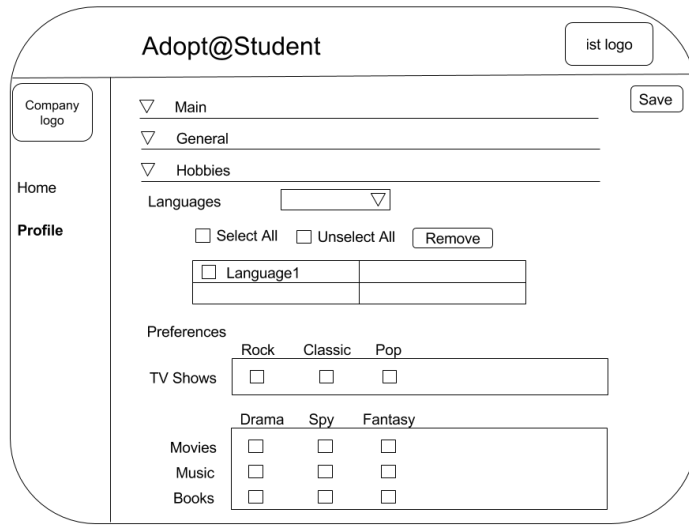 Adopt@Student
ist logo
Company
logo
Home
Profile
Save
Main
General
Hobbies
Languages
Select All Unselect All Remove
Language1
Preferences
Rock Classic Pop
TV Shows
Drama Spy Fantasy
Movies
Music
Books